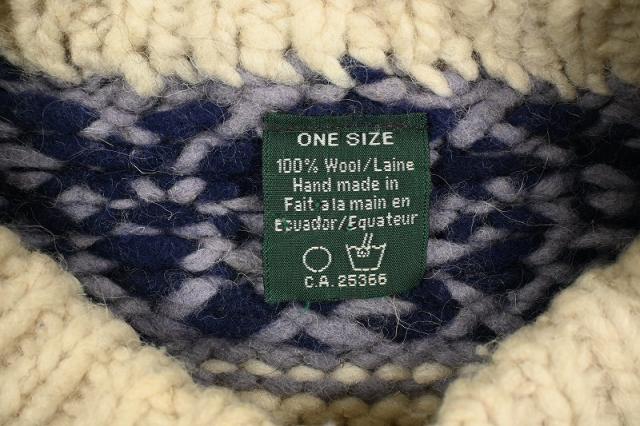 ONE SIZE
100% Wool/Laine
Hand made in
Fait a la main en
Ecuador/Equateur
C.A. 25366